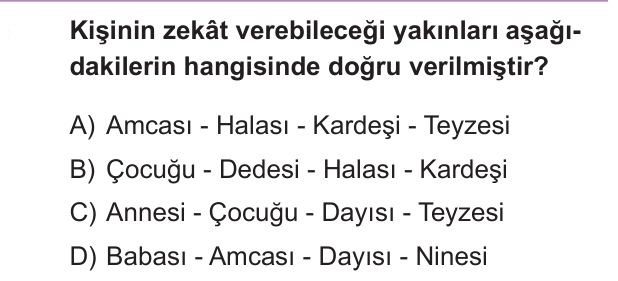 Kişinin zekât verebileceği yakınları aşağı-
dakilerin hangisinde doğru verilmiştir?
A) Amcası - Halası - Kardeşi - Teyzesi
B) Çocuğu - Dedesi - Halası - Kardeşi
C) Annesi - Çocuğu - Dayısı - Teyzesi
D) Babası - Amcası - Dayısı - Ninesi